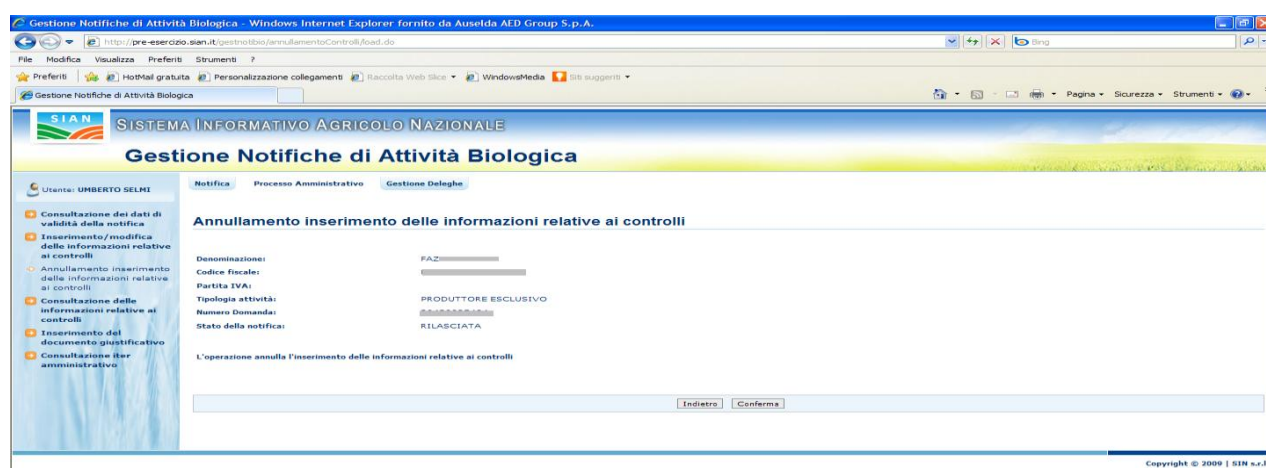 Gestione Notifiche di Attività Biologica - Windows Internet Explorer fornito da Auselda AED Group S.p.A.
http://pre-esercizio.sian.it/gestnotibio/annullamentoControlli/load.do
Bing
File Modifica Visualizza Preferiti Strumenti ?
Preferiti HotMail gratuita Personalizzazione collegamenti Raccolta Web Slice WindowsMedia Siti suggeriti
Gestione Notifiche di Attività Biologica
Pagina Sicurezza Strumenti
SIAN
SISTEMA INFORMATIVO AGRICOLO NAZIONALE
Gestione Notifiche di Attività Biologica
Utente: UMBERTO SELMI
Notifica Processo Amministrativo Gestione Deleghe
Consultazione dei dati di
validità della notifica
Inserimento/modifica
delle informazioni relative
ai controlli
Annullamento inserimento
delle informazioni relative
ai controlli
Consultazione delle
informazioni relative ai
controlli
Inserimento del
documento giustificativo
Consultazione iter
amministrativo
Annullamento inserimento delle informazioni relative ai controlli
Denominazione: FAZ
Codice fiscale:
Partita IVA:
Tipologia attività: PRODUTTORE ESCLUSIVO
Numero Domanda:
Stato della notifica: RILASCIATA
L'operazione annulla l'inserimento delle informazioni relative ai controlli
Indietro Conferma
Copyright © 2009 | SIN s.r.l